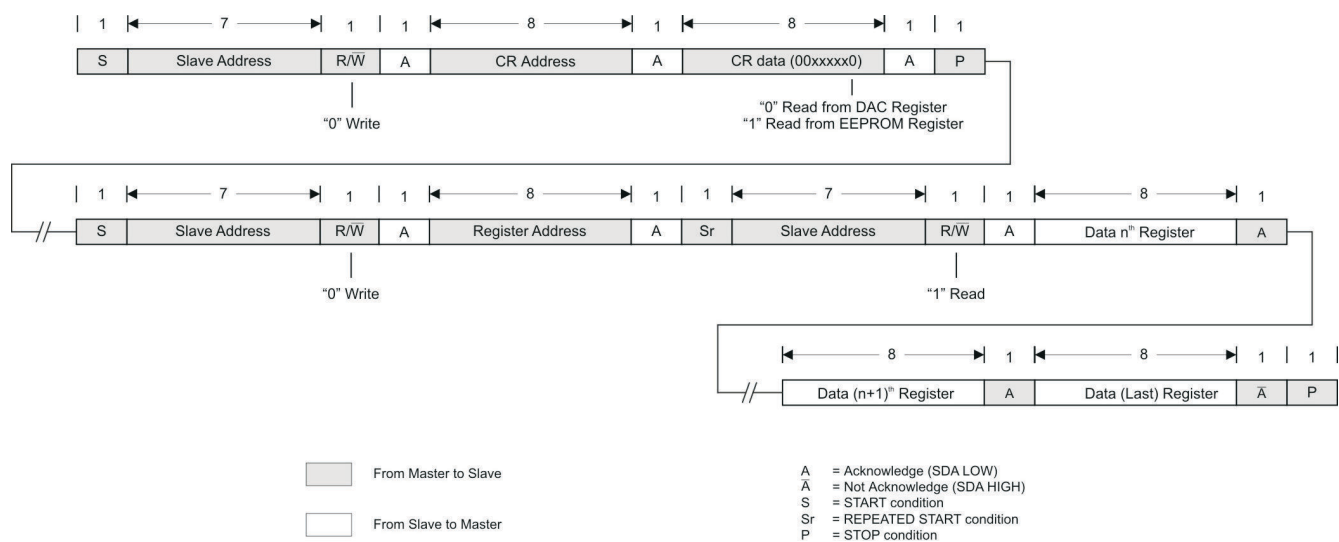 1 7 1 1 8 1 8 1 1
S Slave Address R/W̅ A CR Address A CR data (00xxxxx0) A P
“0” Write
“0” Read from DAC Register
“1” Read from EEPROM Register
1 7 1 1 8 1 1 7 1 1 8 1
S Slave Address R/W̅ A Register Address A Sr Slave Address R/W̅ A Data nᵗʰ Register A
“0” Write “1” Read
8 1 8 1 1
Data (n+1)ᵗʰ Register A Data (Last) Register A̅ P
From Master to Slave
From Slave to Master
A = Acknowledge (SDA LOW)
A̅ = Not Acknowledge (SDA HIGH)
S = START condition
Sr = REPEATED START condition
P = STOP condition